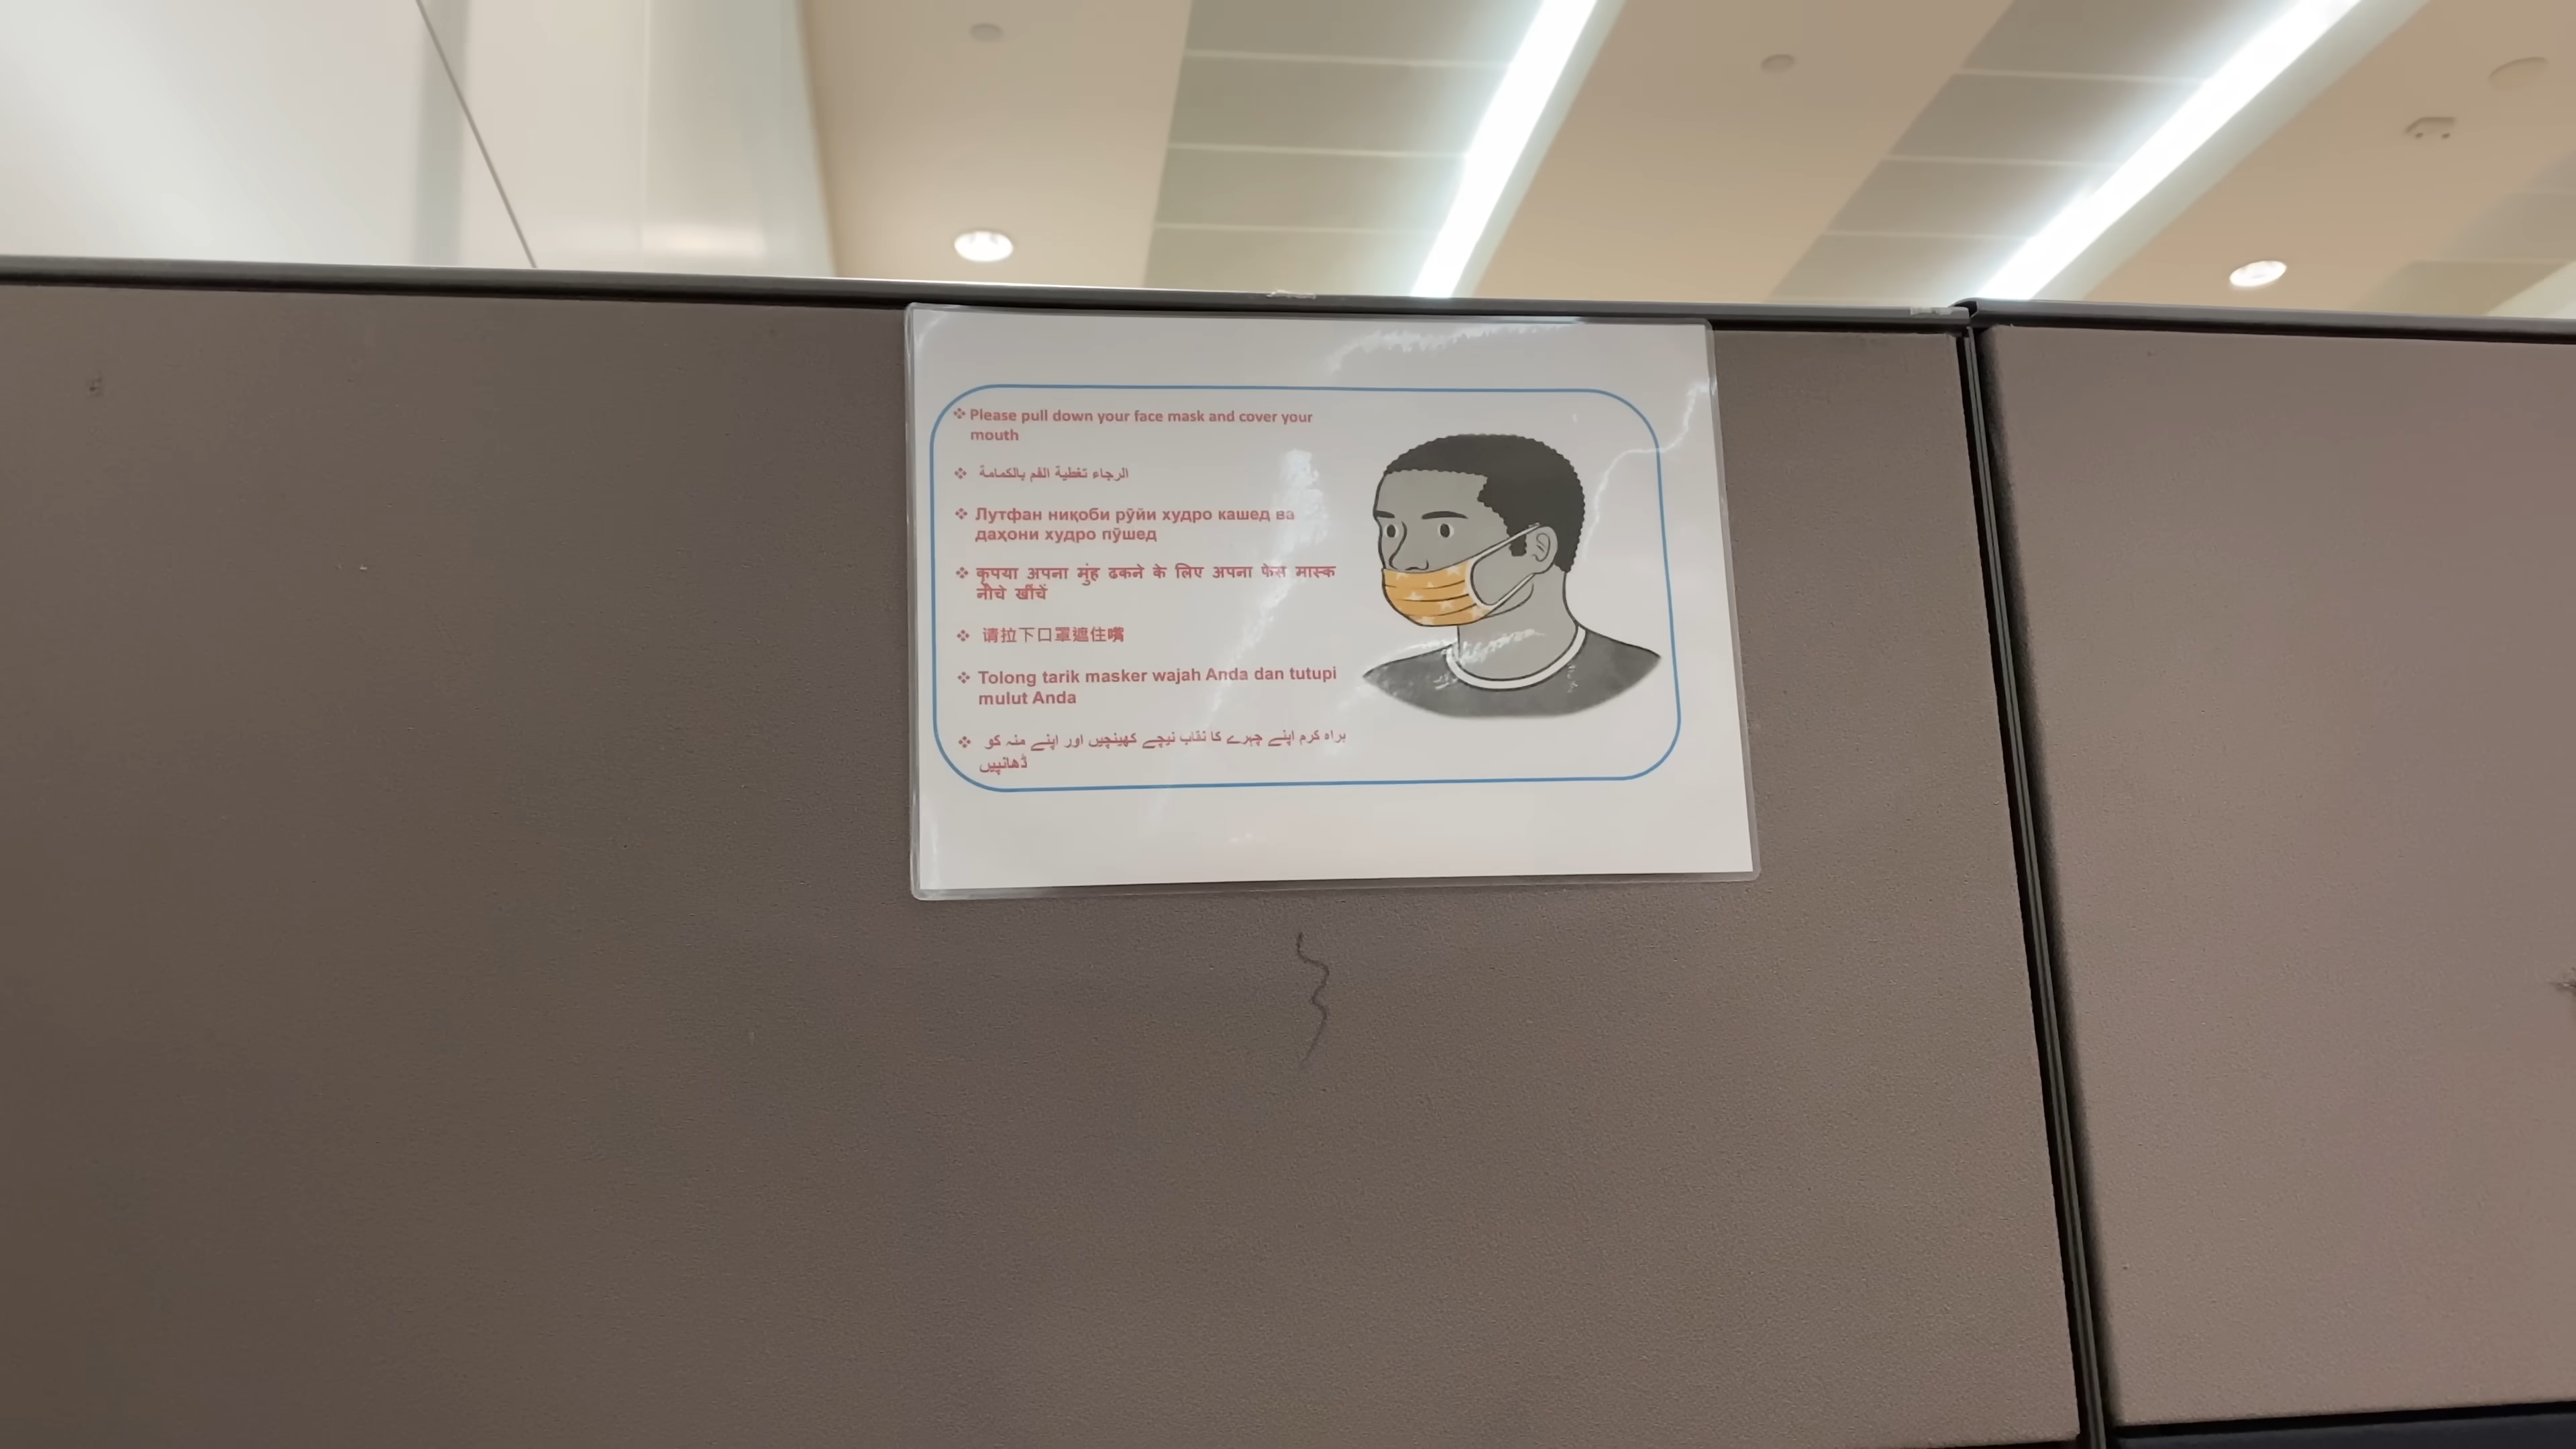 Please pull down your face mask and cover your
mouth
الرجاء تغطية الفم بالكمامة
Лутфан ниқоби рӯйи худро кашед ва
даҳони худро пӯшед
कृपया अपना मुंह ढकने के लिए अपना फेस मास्क
नीचे खींचें
请拉下口罩遮住嘴
Tolong tarik masker wajah Anda dan tutupi
mulut Anda
براہ کرم اپنے چہرے کا نقاب نیچے کھینچیں اور اپنے منہ کو
ڈھانپیں